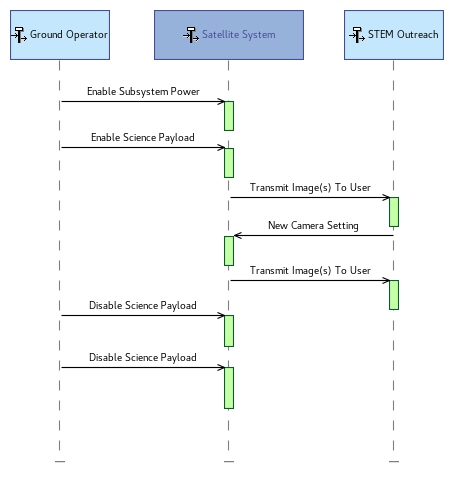 Ground Operator
Satellite System
STEM Outreach
Enable Subsystem Power
Enable Science Payload
Transmit Image(s) To User
New Camera Setting
Transmit Image(s) To User
Disable Science Payload
Disable Science Payload